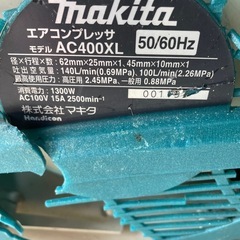 makita
エアコンプレッサ
モデル AC400XL 50/60Hz
径×行程×数：62mm×25mm×1、45mm×10mm×1
吐出空気量：140L/min(0.69MPa)、100L/min(2.26MPa)
最高使用圧力：高圧用 2.45MPa、一般用 0.88MPa
消費電力：1300W
AC100V 15A 2500min⁻¹
株式会社マキタ
Handicon